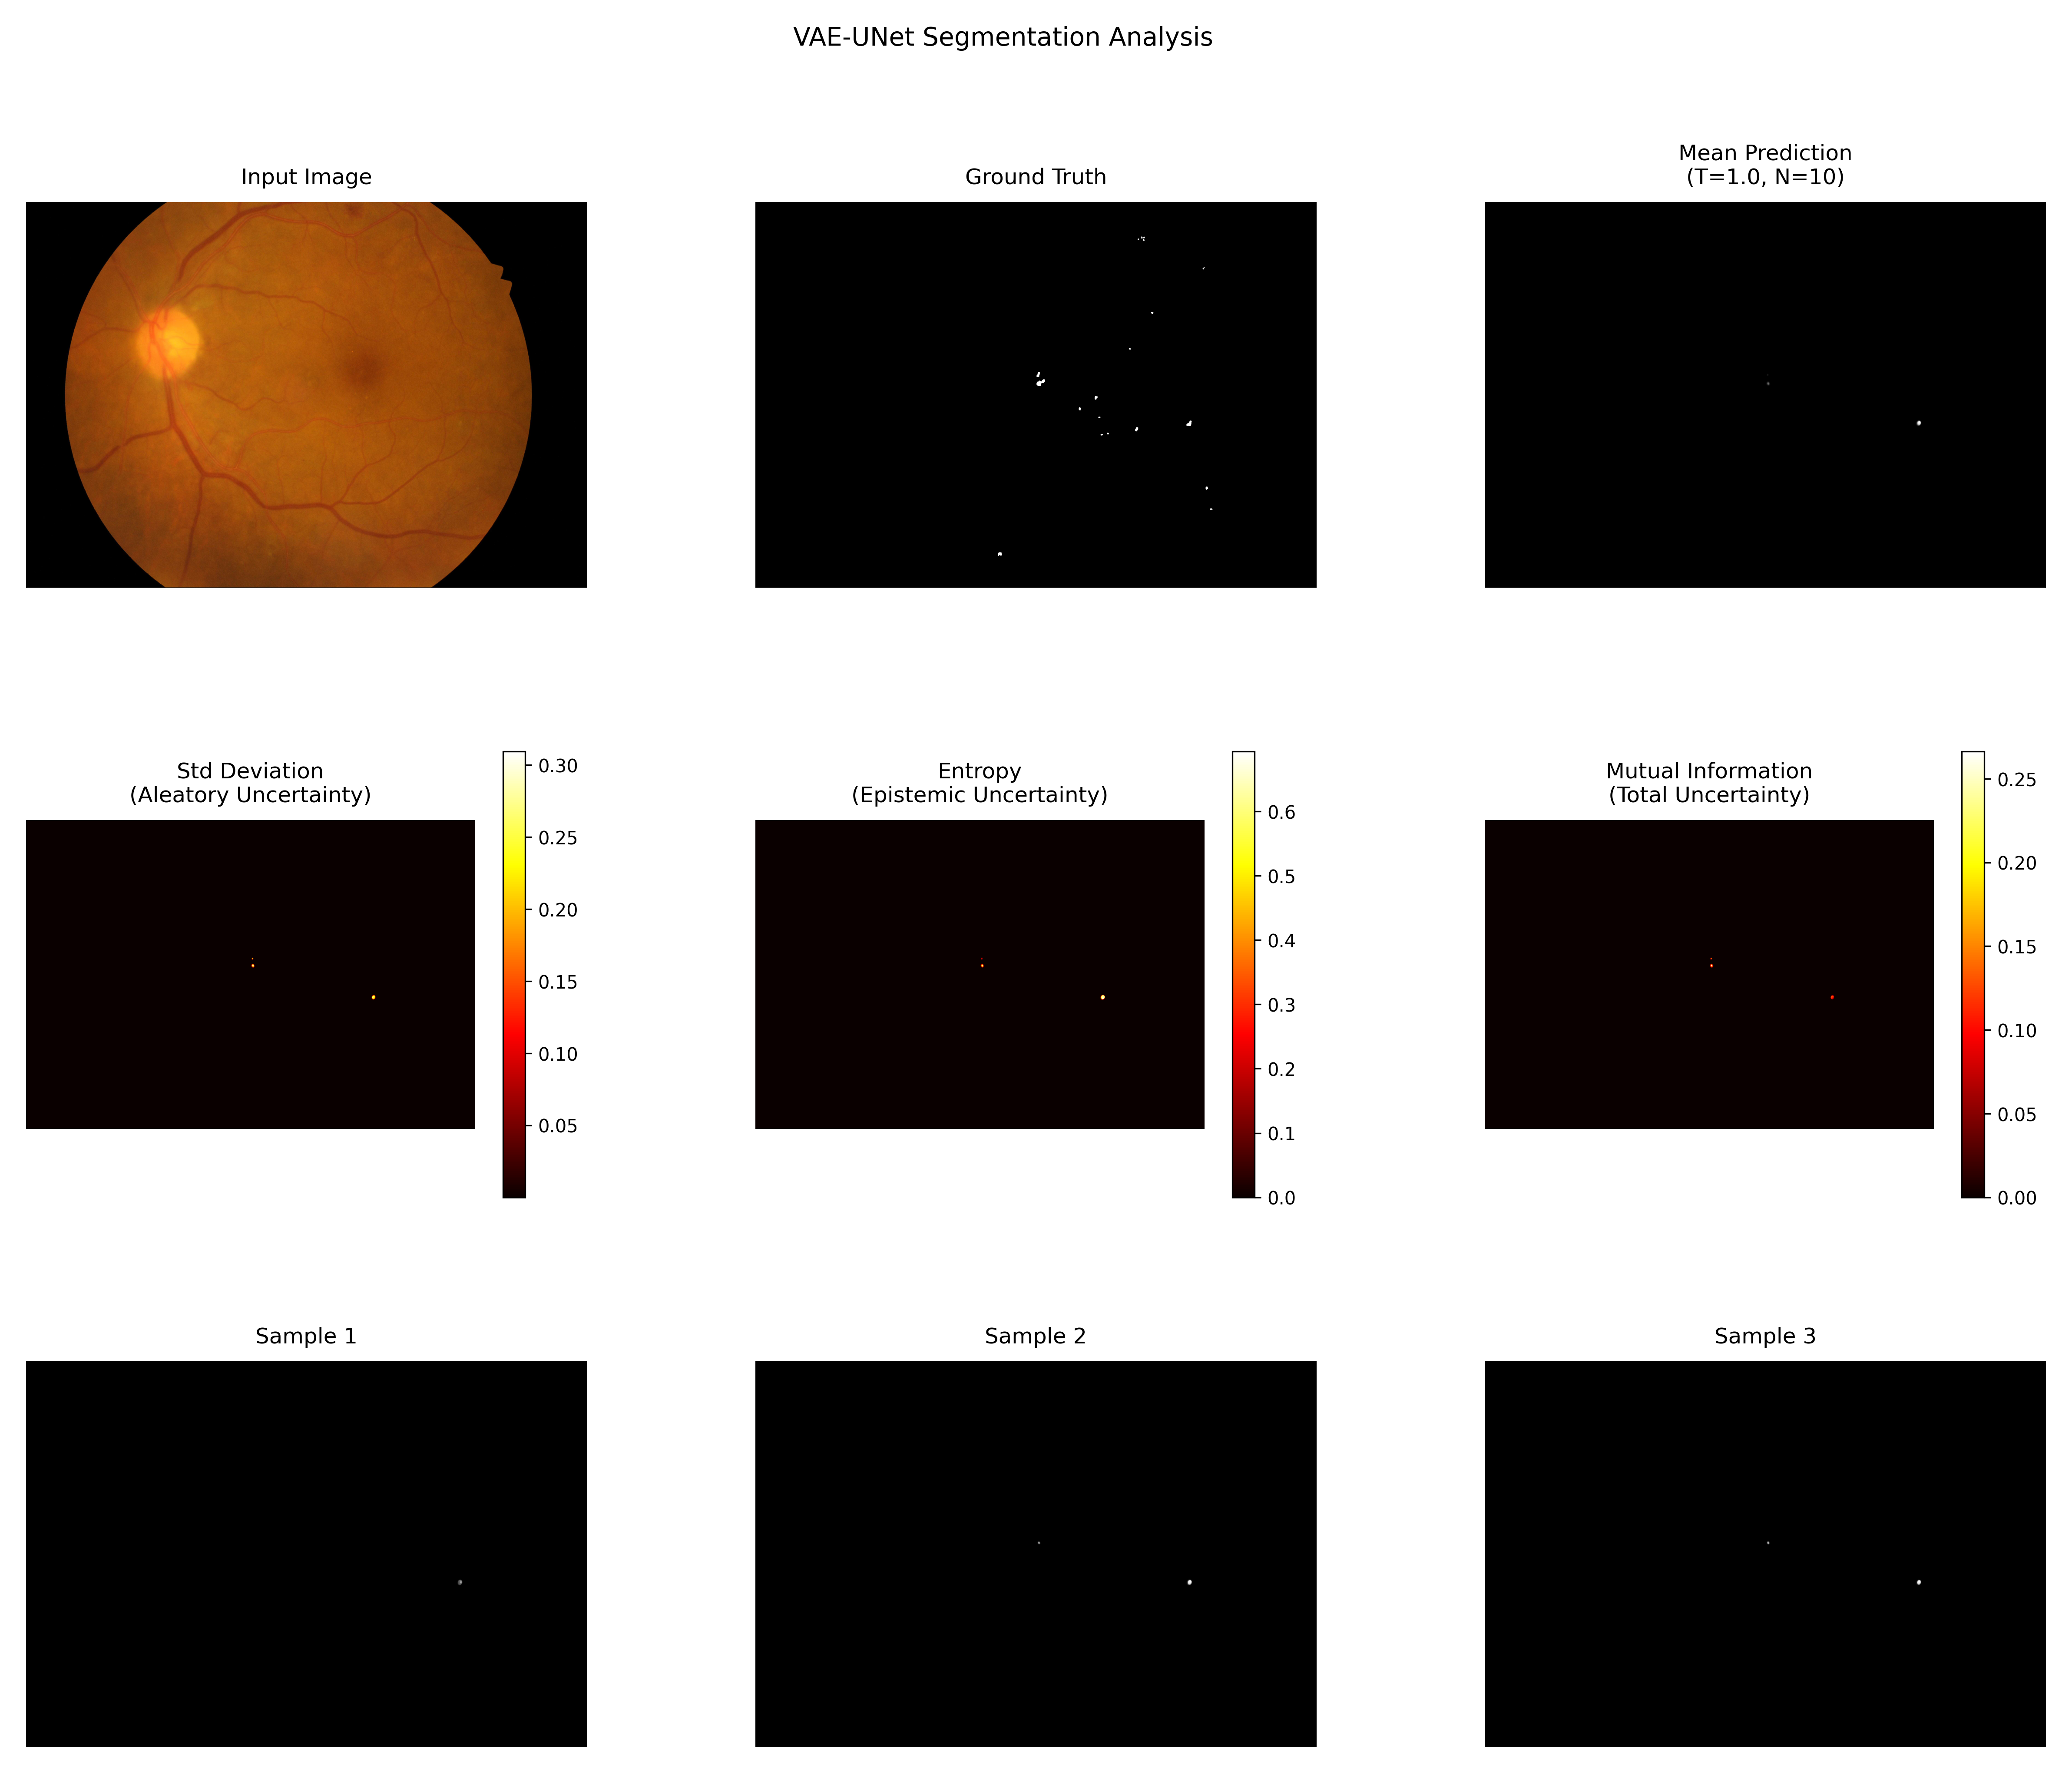 VAE-UNet Segmentation Analysis
Input Image
Ground Truth
Mean Prediction
(T=1.0, N=10)
Std Deviation
(Aleatory Uncertainty)
0.30
0.25
0.20
0.15
0.10
0.05
Entropy
(Epistemic Uncertainty)
0.6
0.5
0.4
0.3
0.2
0.1
0.0
Mutual Information
(Total Uncertainty)
0.25
0.20
0.15
0.10
0.05
0.00
Sample 1
Sample 2
Sample 3